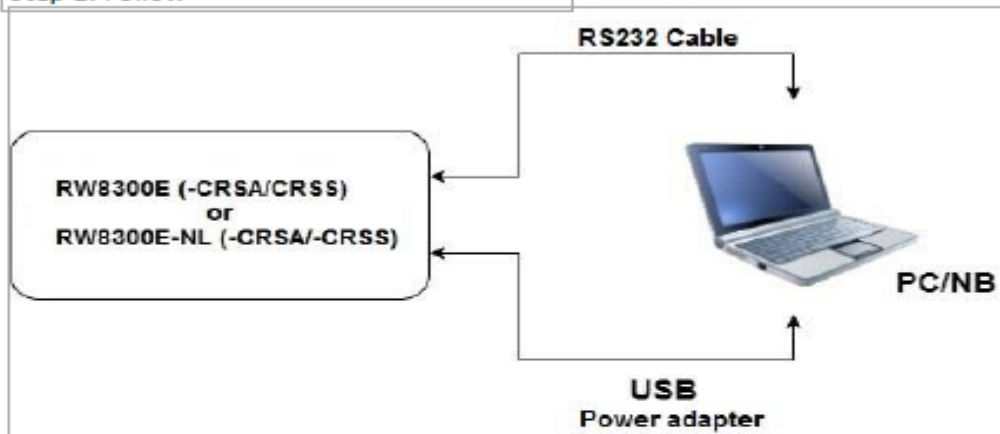 RS232 Cable
RW8300E (-CRSA/CRSS)
or
RW8300E-NL (-CRSA/-CRSS)
PC/NB
USB
Power adapter